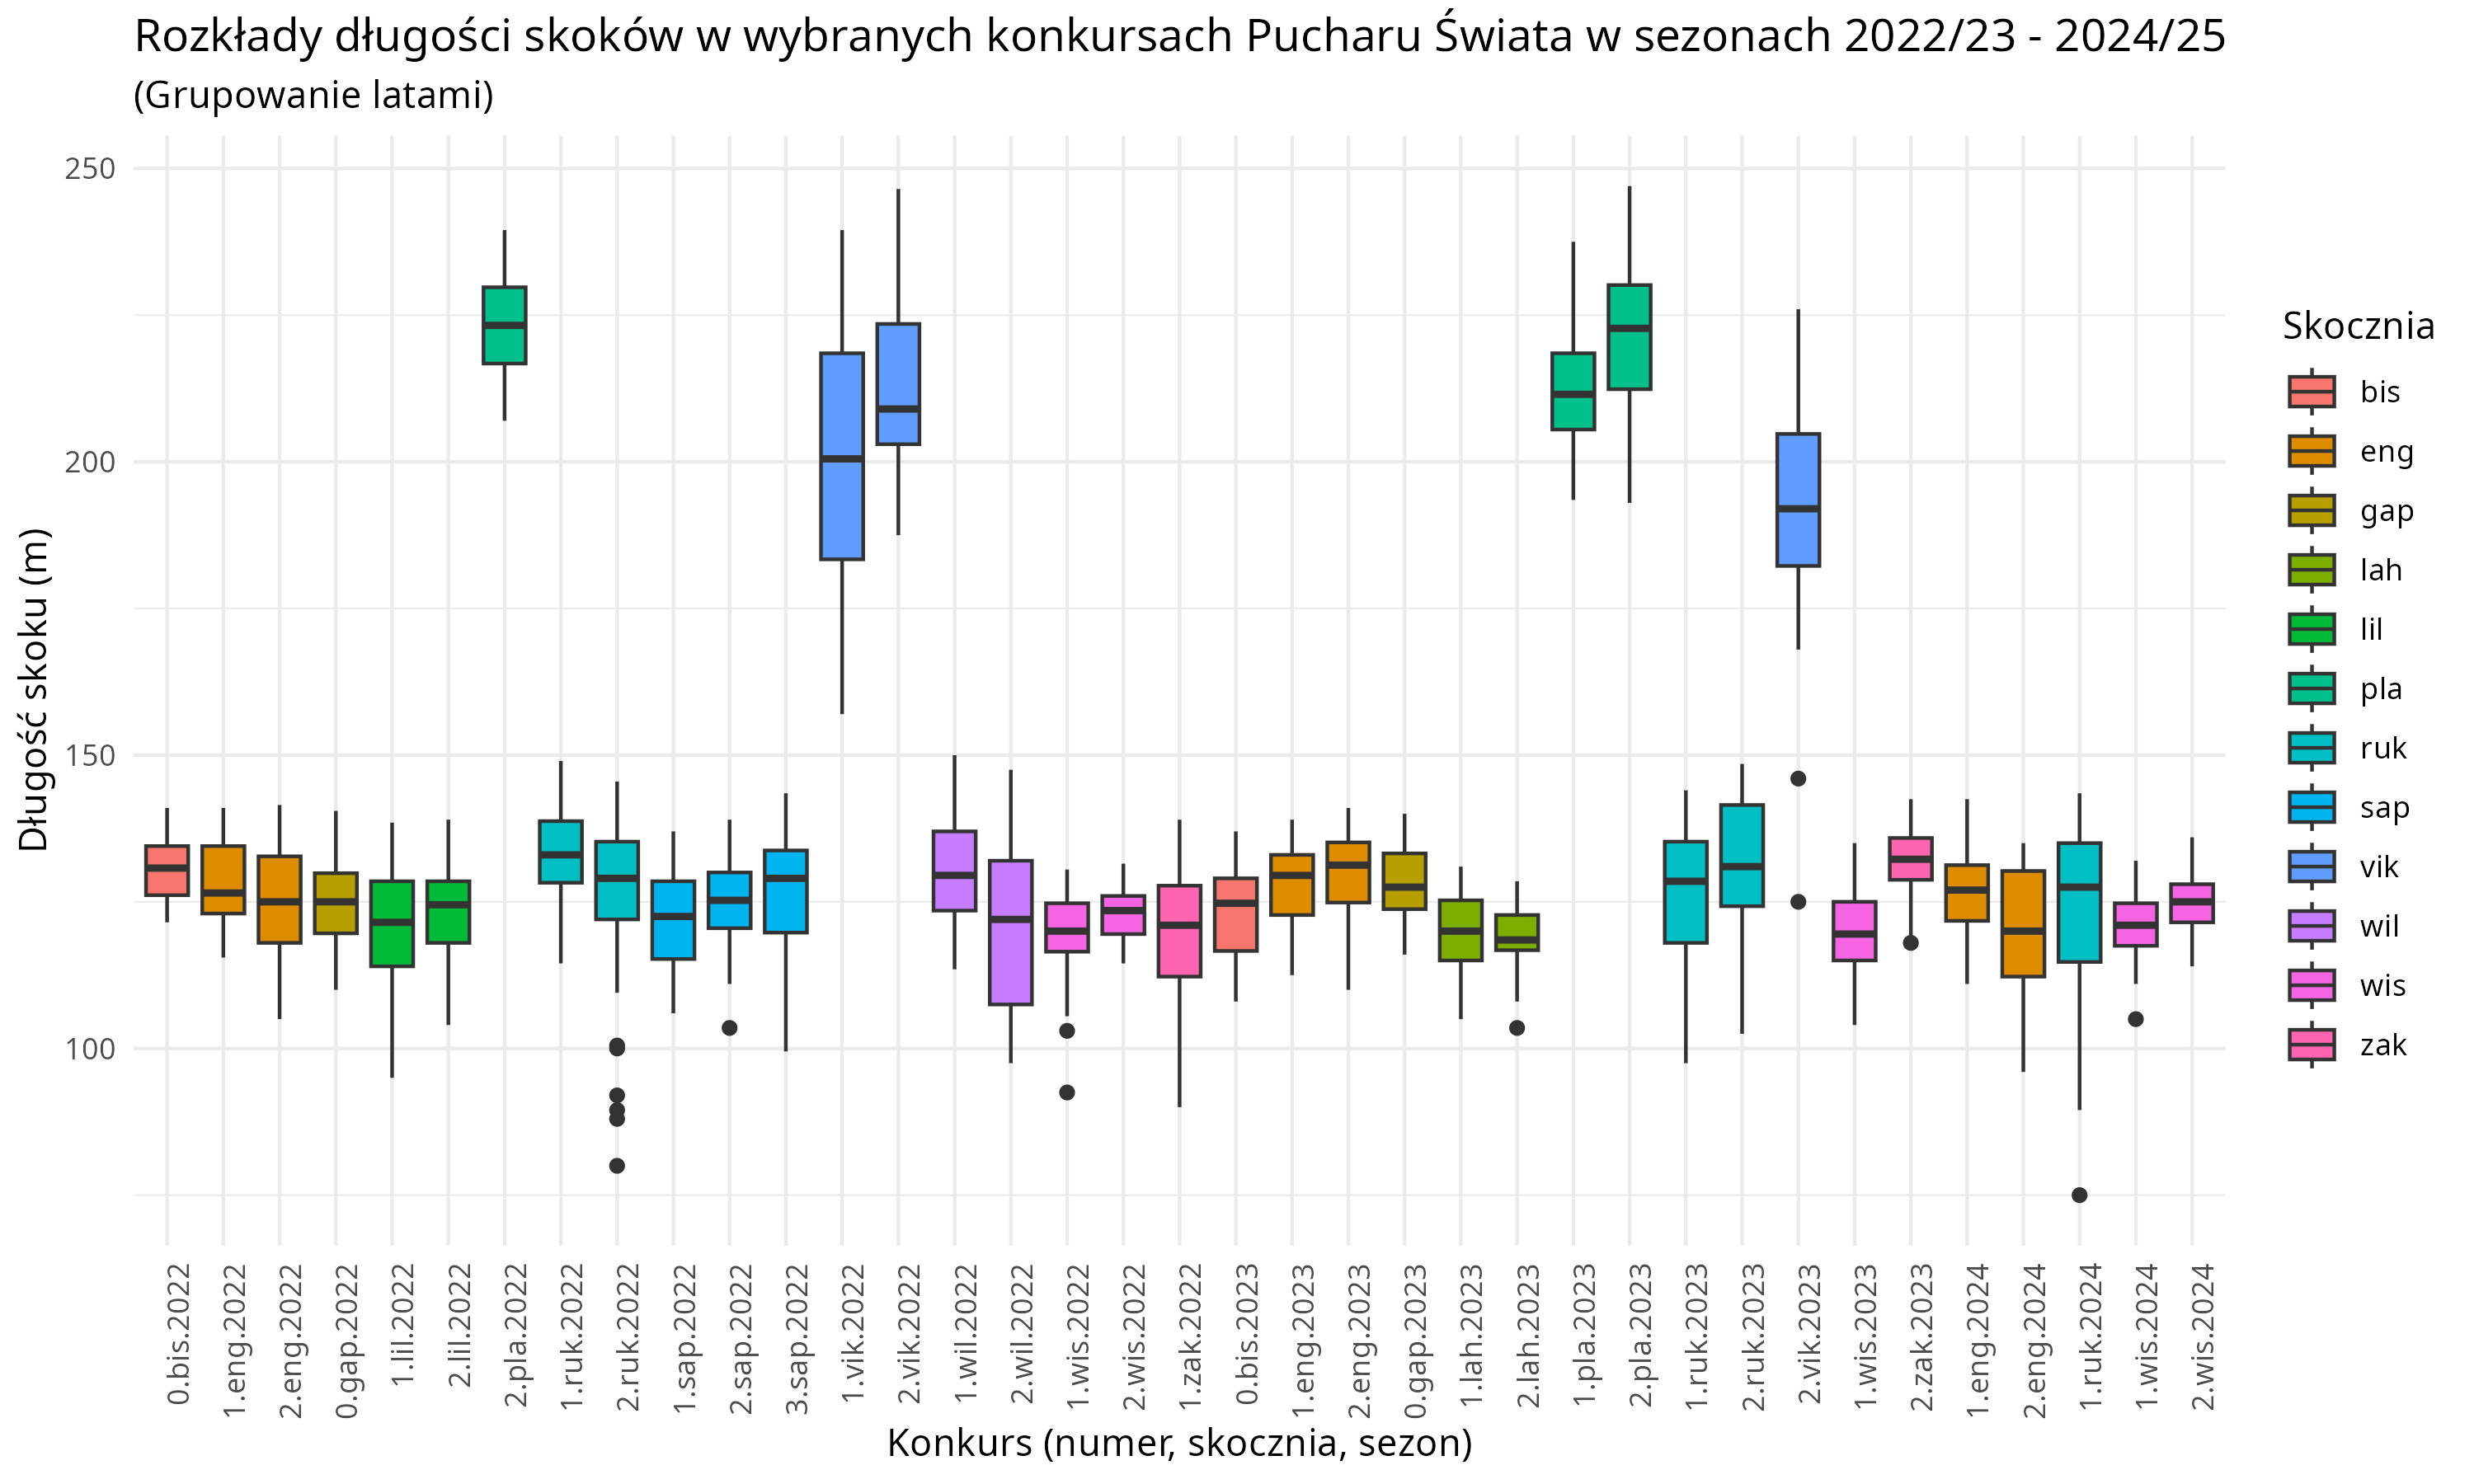 Rozkłady długości skoków w wybranych konkursach Pucharu Świata w sezonach 2022/23 - 2024/25
(Grupowanie latami)
Długość skoku (m)
250
200
150
100
0.bis.2022
1.eng.2022
2.eng.2022
0.gap.2022
1.lil.2022
2.lil.2022
2.pla.2022
1.ruk.2022
2.ruk.2022
1.sap.2022
2.sap.2022
3.sap.2022
1.vik.2022
2.vik.2022
1.wil.2022
2.wil.2022
1.wis.2022
2.wis.2022
1.zak.2022
0.bis.2023
1.eng.2023
2.eng.2023
0.gap.2023
1.lah.2023
2.lah.2023
1.pla.2023
2.pla.2023
1.ruk.2023
2.ruk.2023
2.vik.2023
1.wis.2023
2.zak.2023
1.eng.2024
2.eng.2024
1.ruk.2024
1.wis.2024
2.wis.2024
Konkurs (numer, skocznia, sezon)
Skocznia
bis
eng
gap
lah
lil
pla
ruk
sap
vik
wil
wis
zak